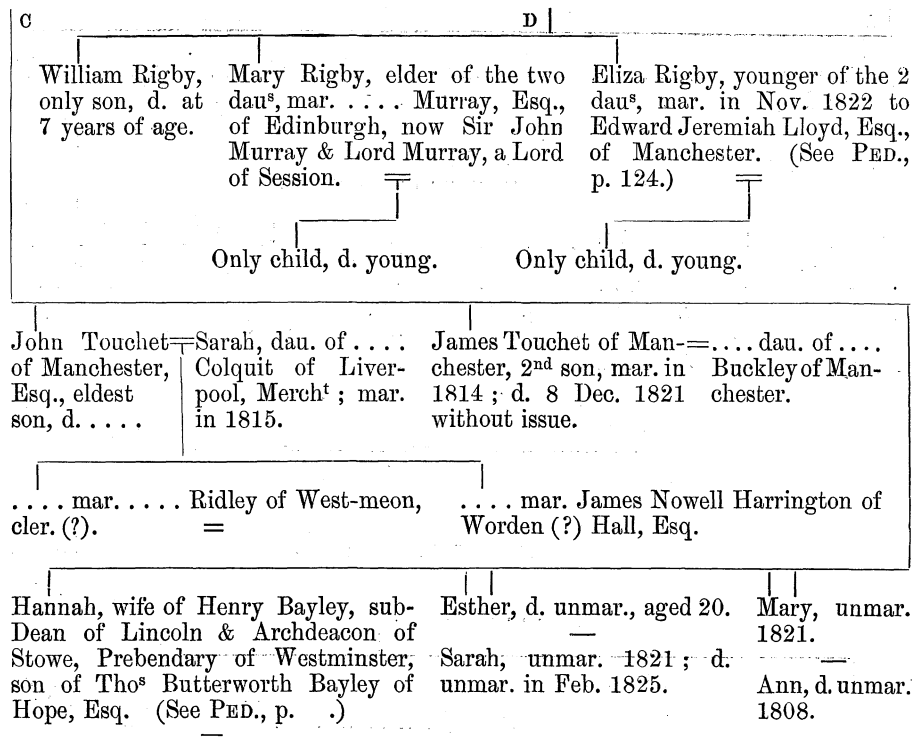 C
D
William Rigby,
only son, d. at
7 years of age.
Mary Rigby, elder of the two
dauˢ, mar. . . . . . Murray, Esq.,
of Edinburgh, now Sir John
Murray & Lord Murray, a Lord
of Session.
Eliza Rigby, younger of the 2
dauˢ, mar. in Nov. 1822 to
Edward Jeremiah Lloyd, Esq.,
of Manchester. (See PED.,
p. 124.)
Only child, d. young.
Only child, d. young.
John Touchet
of Manchester,
Esq., eldest
son, d. . . . .
Sarah, dau. of . . . .
Colquit of Liver-
pool, Merchᵗ ; mar.
in 1815.
James Touchet of Man-
chester, 2ⁿᵈ son, mar. in
1814 ; d. 8 Dec. 1821
without issue.
. . . . dau. of . . . .
Buckley of Man-
chester.
. . . . mar. . . . . Ridley of West-meon,
cler. (?).
. . . . mar. James Nowell Harrington of
Worden (?) Hall, Esq.
Hannah, wife of Henry Bayley, sub-
Dean of Lincoln & Archdeacon of
Stowe, Prebendary of Westminster,
son of Thoˢ Butterworth Bayley of
Hope, Esq. (See PED., p. .)
Esther, d. unmar., aged 20.
Sarah, unmar. 1821 ; d.
unmar. in Feb. 1825.
Mary, unmar.
1821.
Ann, d. unmar.
1808.